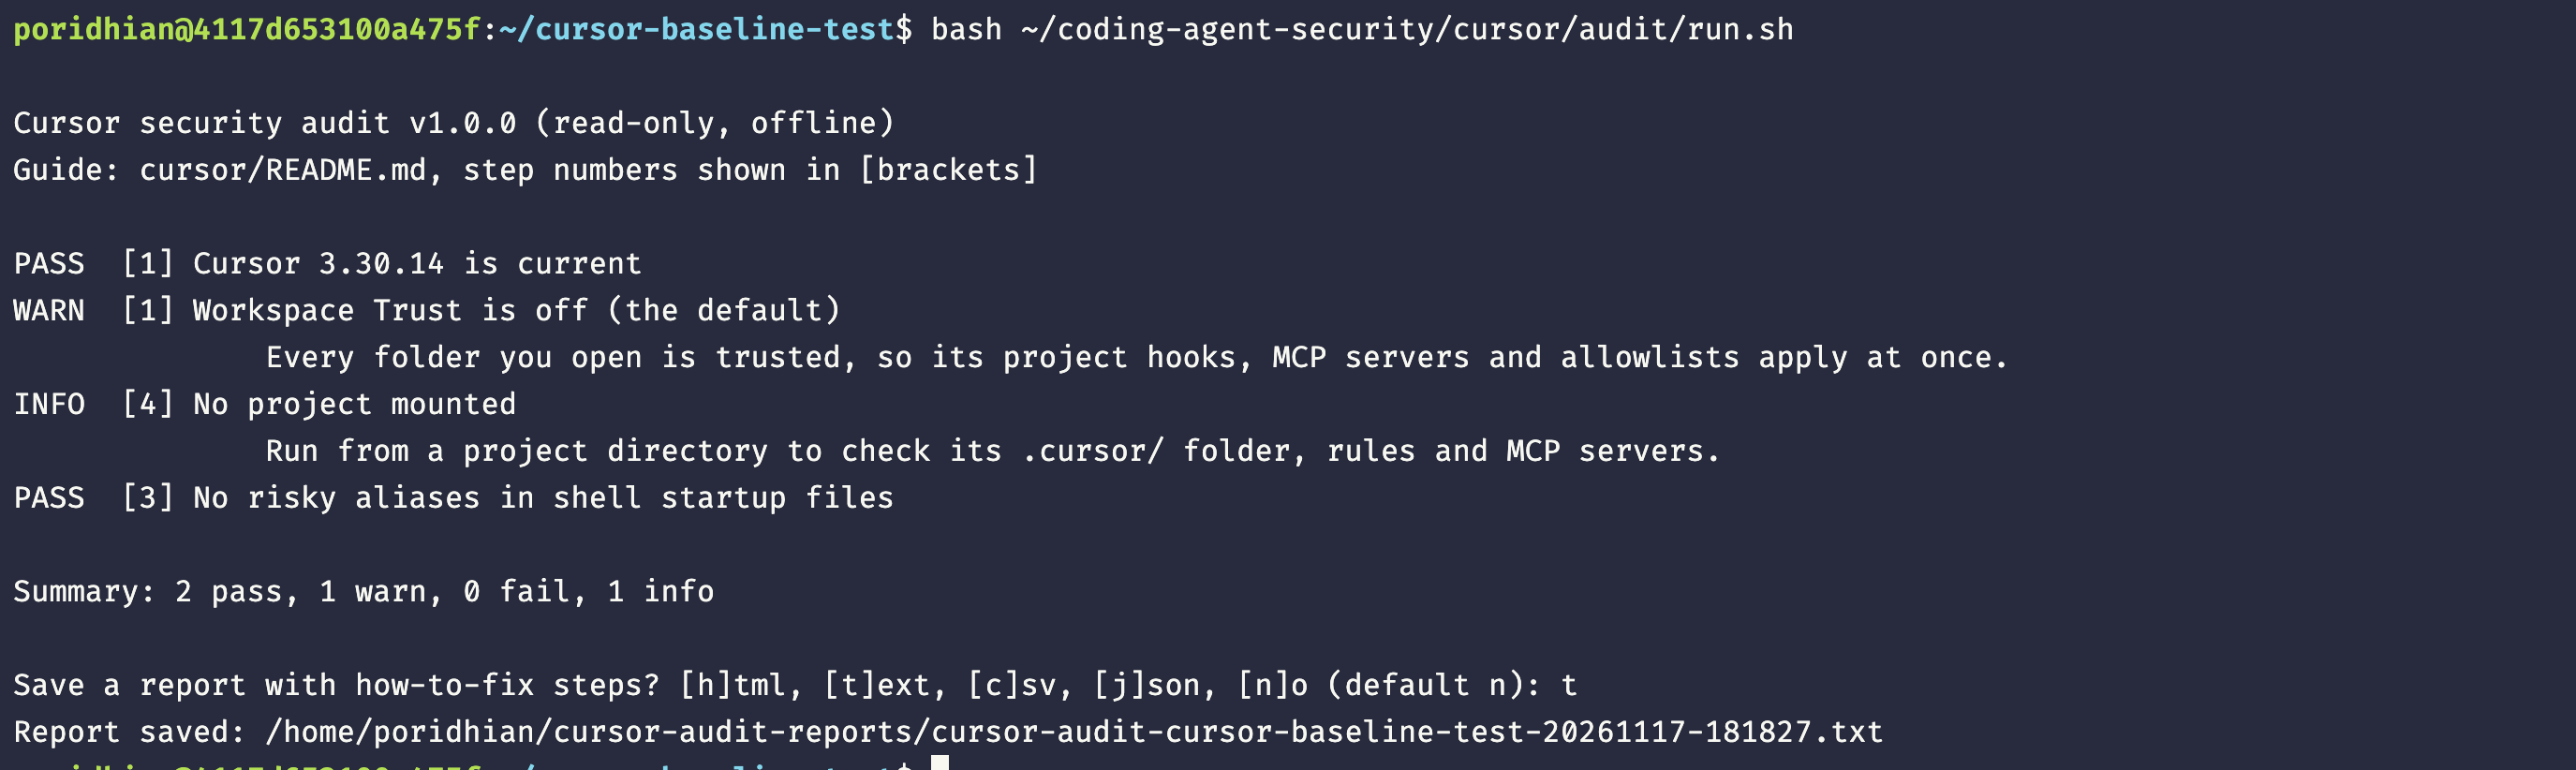 poridhian@4117d653100a475f:~/cursor-baseline-test$ bash ~/coding-agent-security/cursor/audit/run.sh
Cursor security audit v1.0.0 (read-only, offline)
Guide: cursor/README.md, step numbers shown in [brackets]
PASS  [1] Cursor 3.30.14 is current
WARN  [1] Workspace Trust is off (the default)
Every folder you open is trusted, so its project hooks, MCP servers and allowlists apply at once.
INFO  [4] No project mounted
Run from a project directory to check its .cursor/ folder, rules and MCP servers.
PASS  [3] No risky aliases in shell startup files
Summary: 2 pass, 1 warn, 0 fail, 1 info
Save a report with how-to-fix steps? [h]tml, [t]ext, [c]sv, [j]son, [n]o (default n): t
Report saved: /home/poridhian/cursor-audit-reports/cursor-audit-cursor-baseline-test-20261117-181827.txt